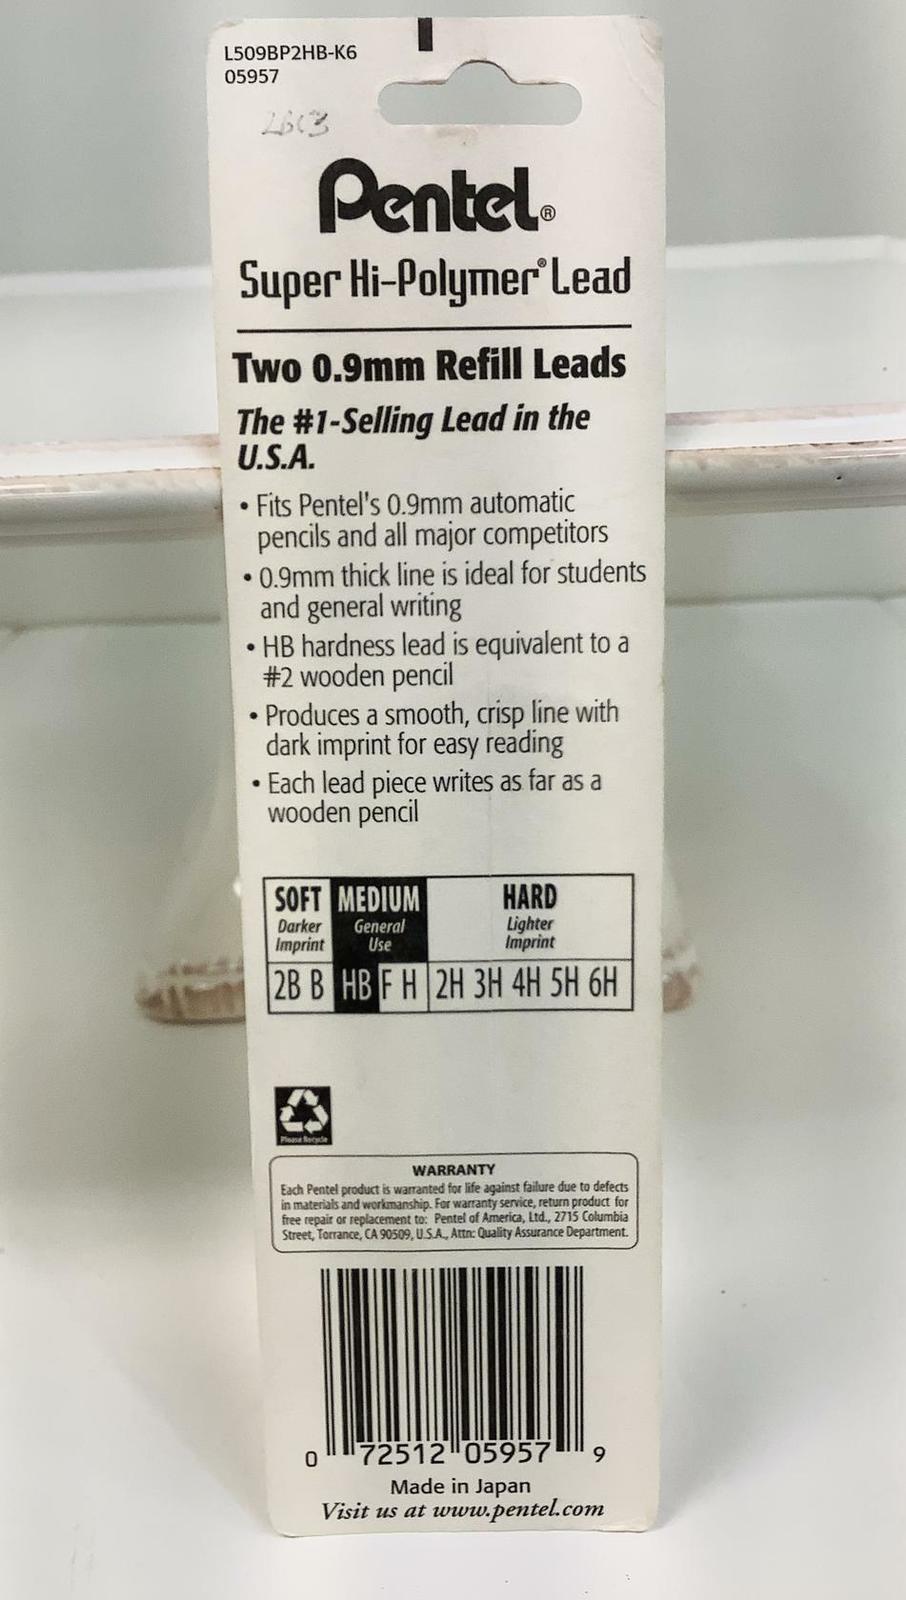 L509BP2HB-K6
05957
Pentel®
Super Hi-Polymer® Lead
Two 0.9mm Refill Leads
The #1-Selling Lead in the
U.S.A.
• Fits Pentel's 0.9mm automatic
pencils and all major competitors
• 0.9mm thick line is ideal for students
and general writing
• HB hardness lead is equivalent to a
#2 wooden pencil
• Produces a smooth, crisp line with
dark imprint for easy reading
• Each lead piece writes as far as a
wooden pencil
SOFT MEDIUM HARD
Darker General Lighter
Imprint Use Imprint
2B B HB F H 2H 3H 4H 5H 6H
Please Recycle
WARRANTY
Each Pentel product is warranted for life against failure due to defects
in materials and workmanship. For warranty service, return product for
free repair or replacement to: Pentel of America, Ltd., 2715 Columbia
Street, Torrance, CA 90509, U.S.A., Attn: Quality Assurance Department.
0 72512 05957 9
Made in Japan
Visit us at www.pentel.com